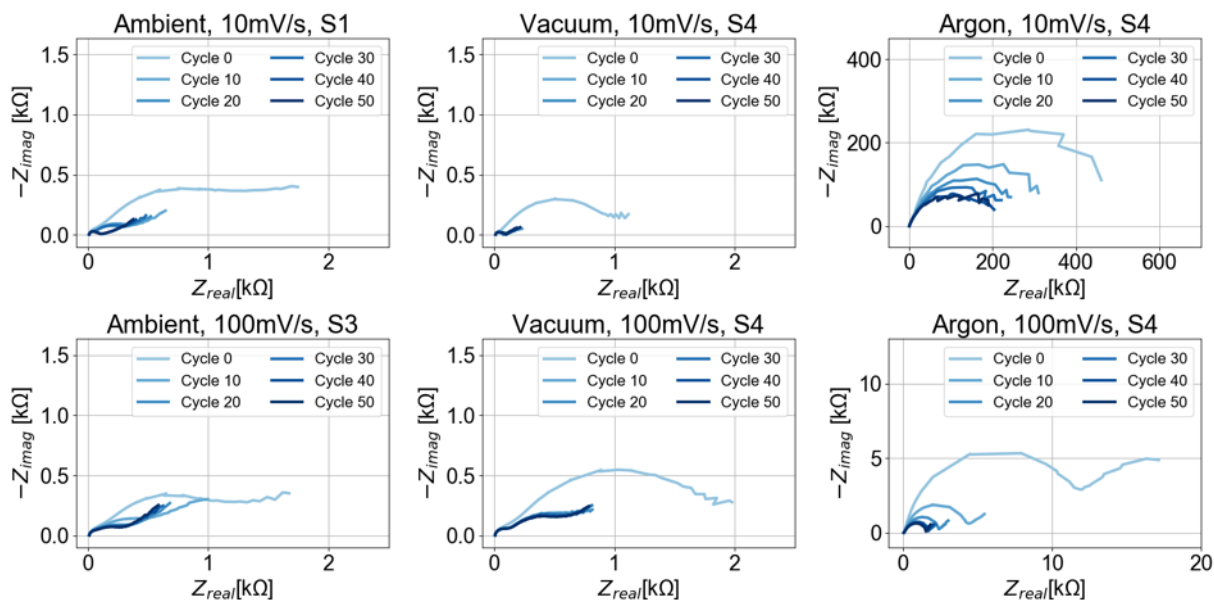 Ambient, 10mV/s, S1
1.5
1.0
0.5
0.0
−Z_imag [kΩ]
Cycle 0
Cycle 10
Cycle 20
Cycle 30
Cycle 40
Cycle 50
0
1
2
Z_real[kΩ]
Vacuum, 10mV/s, S4
1.5
1.0
0.5
0.0
−Z_imag [kΩ]
Cycle 0
Cycle 10
Cycle 20
Cycle 30
Cycle 40
Cycle 50
0
1
2
Z_real[kΩ]
Argon, 10mV/s, S4
400
200
0
−Z_imag [kΩ]
Cycle 0
Cycle 10
Cycle 20
Cycle 30
Cycle 40
Cycle 50
0
200
400
600
Z_real[kΩ]
Ambient, 100mV/s, S3
1.5
1.0
0.5
0.0
−Z_imag [kΩ]
Cycle 0
Cycle 10
Cycle 20
Cycle 30
Cycle 40
Cycle 50
0
1
2
Z_real[kΩ]
Vacuum, 100mV/s, S4
1.5
1.0
0.5
0.0
−Z_imag [kΩ]
Cycle 0
Cycle 10
Cycle 20
Cycle 30
Cycle 40
Cycle 50
0
1
2
Z_real[kΩ]
Argon, 100mV/s, S4
10
5
0
−Z_imag [kΩ]
Cycle 0
Cycle 10
Cycle 20
Cycle 30
Cycle 40
Cycle 50
0
10
20
Z_real[kΩ]